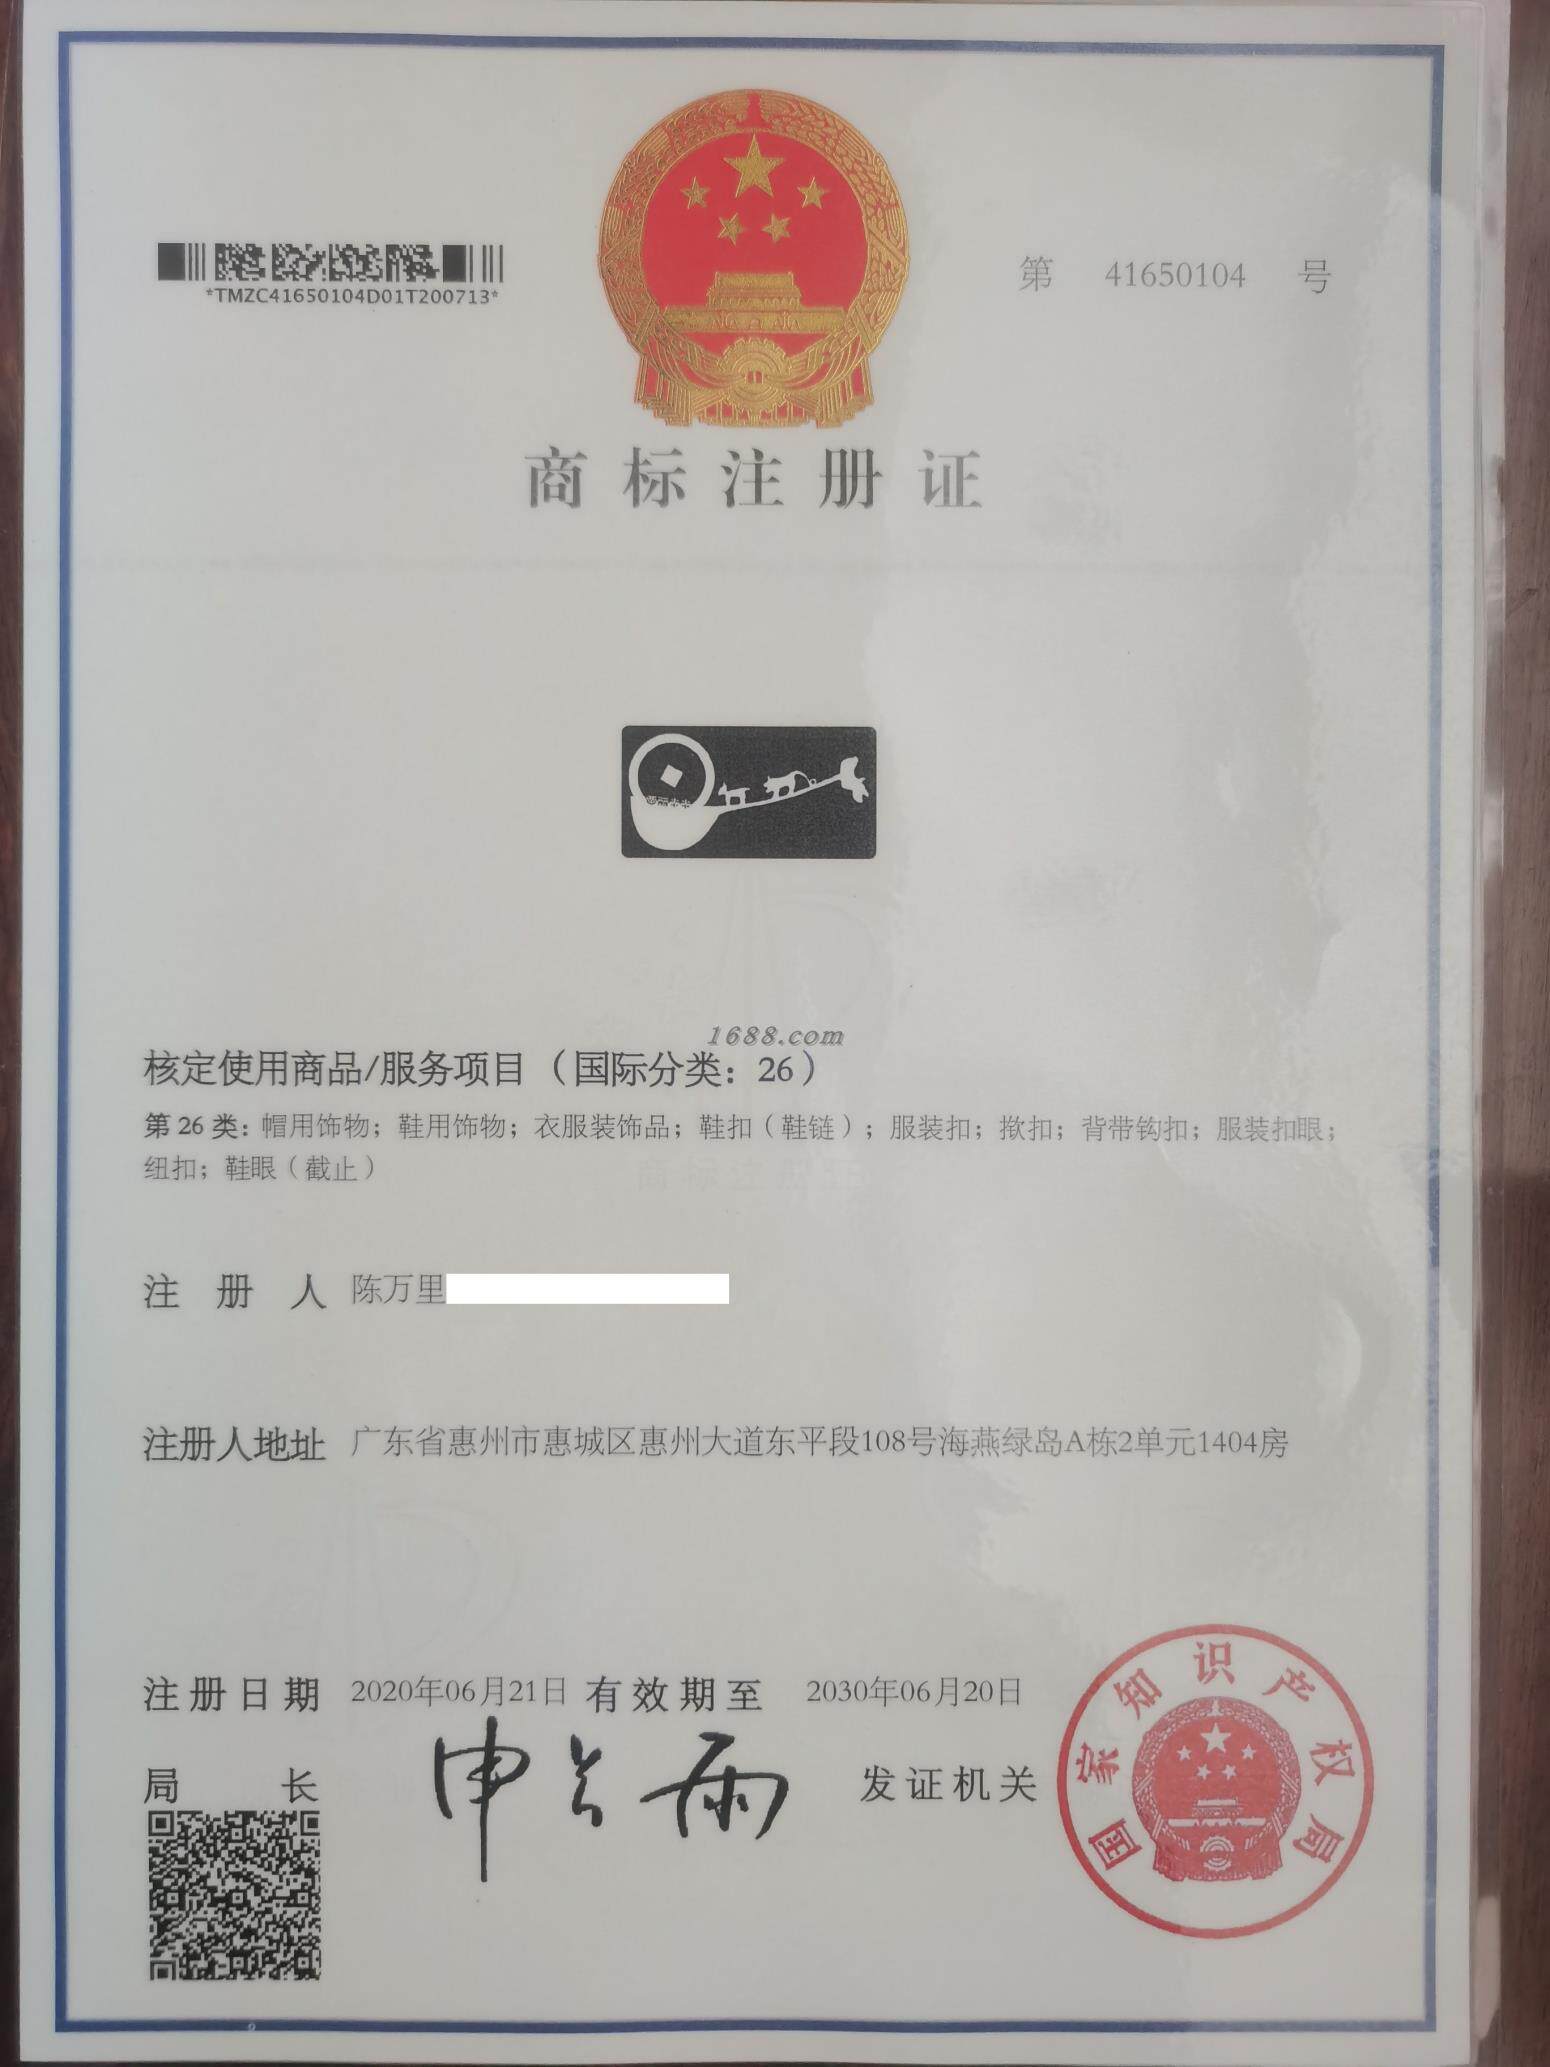 *TMZC41650104D01T200713*
第 41650104 号
商标注册证
1688.com
核定使用商品/服务项目（国际分类：26）
第 26 类：帽用饰物；鞋用饰物；衣服装饰品；鞋扣（鞋链）；服装扣；揿扣；背带钩扣；服装扣眼；
纽扣；鞋眼（截止）
注册人 陈万里
注册人地址 广东省惠州市惠城区惠州大道东平段108号海燕绿岛A栋2单元1404房
注册日期 2020年06月21日 有效期至 2030年06月20日
局长 申长雨 发证机关
国家知识产权局